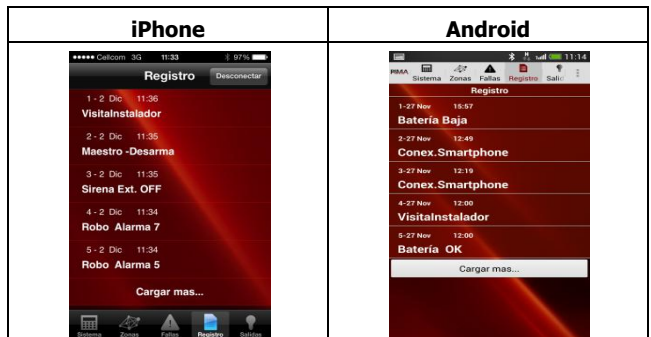 iPhone
Android
Cellcom 3G 11:33 97%
Registro Desconectar
1 - 2 Dic 11:36
VisitaInstalador
2 - 2 Dic 11:35
Maestro -Desarma
3 - 2 Dic 11:35
Sirena Ext. OFF
4 - 2 Dic 11:34
Robo Alarma 7
5 - 2 Dic 11:34
Robo Alarma 5
Cargar mas...
Sistema Zonas Fallas Registro Salidas
11:14
PIMA Sistema Zonas Fallas Registro Salid
Registro
1-27 Nov 15:57
Batería Baja
2-27 Nov 12:49
Conex.Smartphone
3-27 Nov 12:19
Conex.Smartphone
4-27 Nov 12:00
VisitaInstalador
5-27 Nov 12:00
Batería OK
Cargar mas...